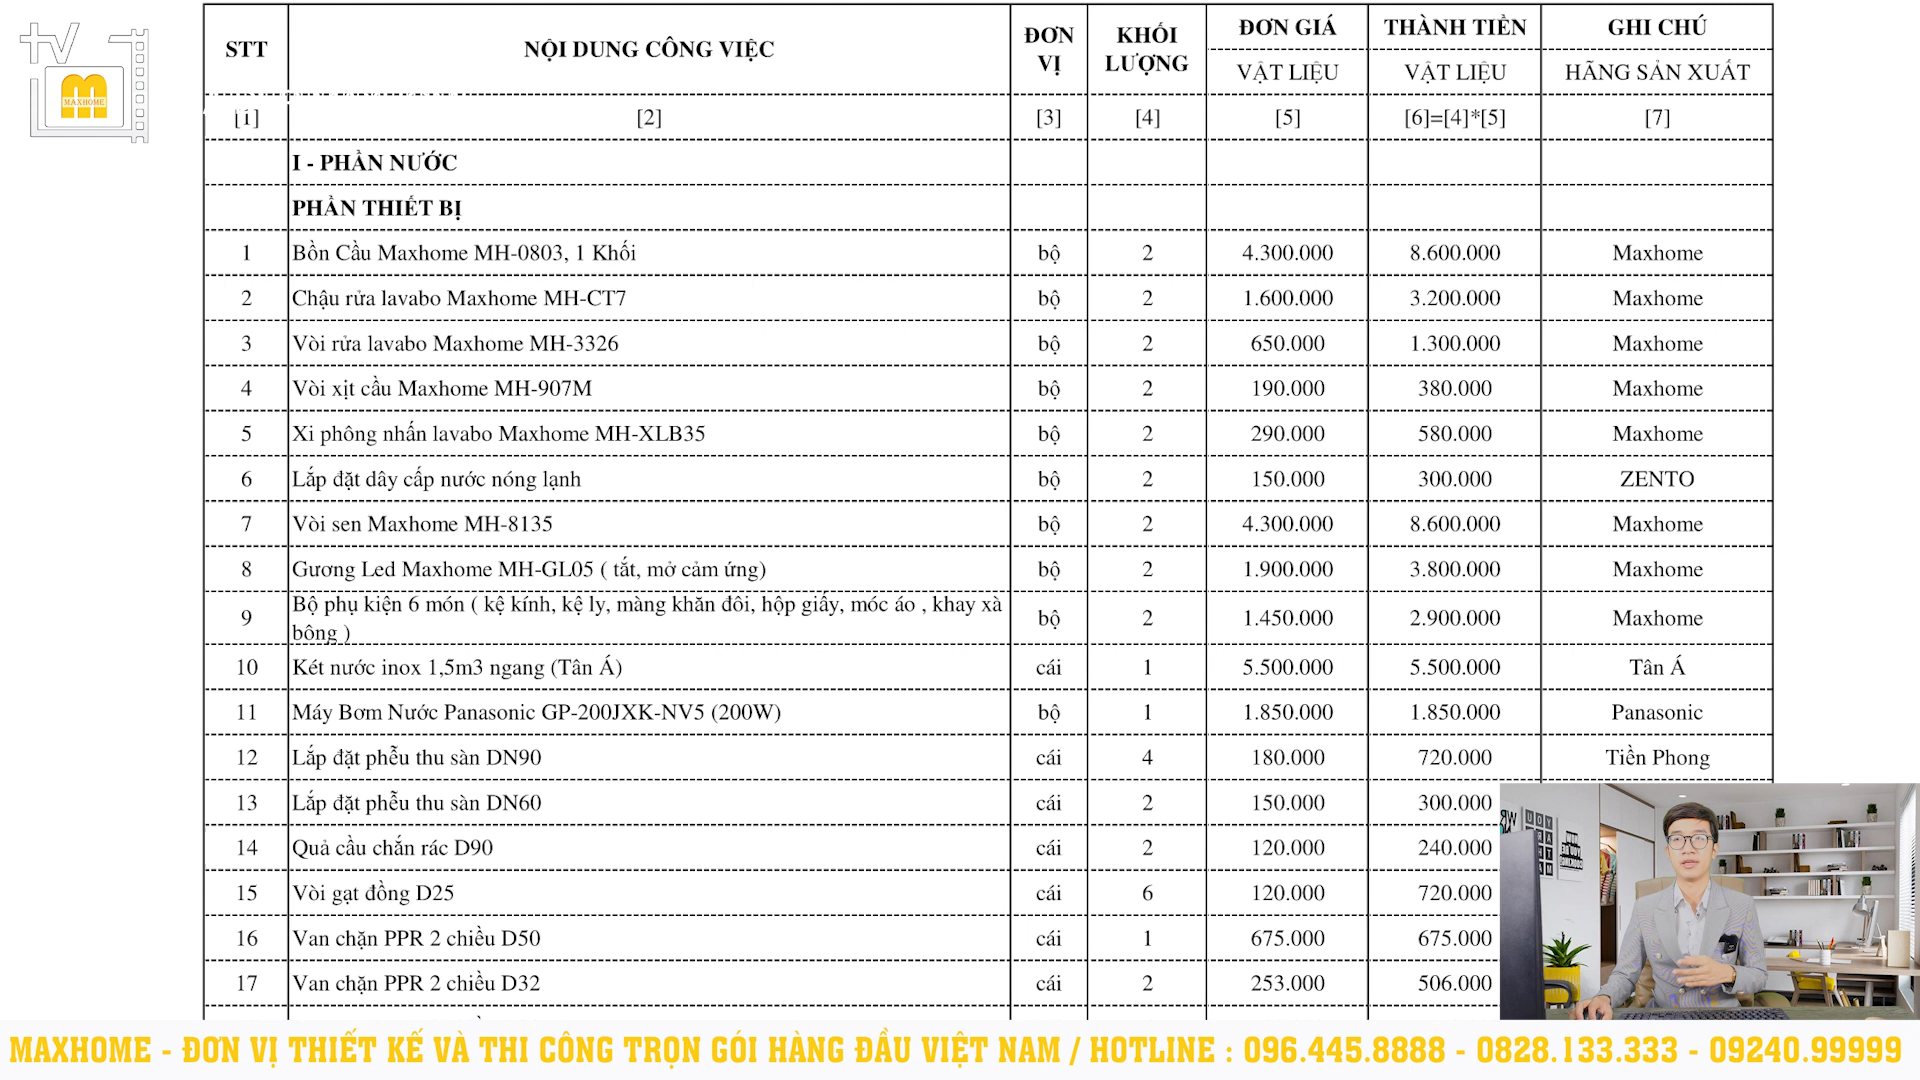 tv
MAXHOME
STT | NỘI DUNG CÔNG VIỆC | ĐƠN VỊ | KHỐI LƯỢNG | ĐƠN GIÁ | THÀNH TIỀN | GHI CHÚ
VẬT LIỆU | VẬT LIỆU | HÃNG SẢN XUẤT
[1] | [2] | [3] | [4] | [5] | [6]=[4]*[5] | [7]
I - PHẦN NƯỚC
PHẦN THIẾT BỊ
1 | Bồn Cầu Maxhome MH-0803, 1 Khối | bộ | 2 | 4.300.000 | 8.600.000 | Maxhome
2 | Chậu rửa lavabo Maxhome MH-CT7 | bộ | 2 | 1.600.000 | 3.200.000 | Maxhome
3 | Vòi rửa lavabo Maxhome MH-3326 | bộ | 2 | 650.000 | 1.300.000 | Maxhome
4 | Vòi xịt cầu Maxhome MH-907M | bộ | 2 | 190.000 | 380.000 | Maxhome
5 | Xi phông nhấn lavabo Maxhome MH-XLB35 | bộ | 2 | 290.000 | 580.000 | Maxhome
6 | Lắp đặt dây cấp nước nóng lạnh | bộ | 2 | 150.000 | 300.000 | ZENTO
7 | Vòi sen Maxhome MH-8135 | bộ | 2 | 4.300.000 | 8.600.000 | Maxhome
8 | Gương Led Maxhome MH-GL05 ( tắt, mở cảm ứng) | bộ | 2 | 1.900.000 | 3.800.000 | Maxhome
9 | Bộ phụ kiện 6 món ( kệ kính, kệ ly, màng khăn đôi, hộp giấy, móc áo , khay xà bông ) | bộ | 2 | 1.450.000 | 2.900.000 | Maxhome
10 | Két nước inox 1,5m3 ngang (Tân Á) | cái | 1 | 5.500.000 | 5.500.000 | Tân Á
11 | Máy Bơm Nước Panasonic GP-200JXK-NV5 (200W) | bộ | 1 | 1.850.000 | 1.850.000 | Panasonic
12 | Lắp đặt phễu thu sàn DN90 | cái | 4 | 180.000 | 720.000 | Tiền Phong
13 | Lắp đặt phễu thu sàn DN60 | cái | 2 | 150.000 | 300.000
14 | Quả cầu chắn rác D90 | cái | 2 | 120.000 | 240.000
15 | Vòi gạt đồng D25 | cái | 6 | 120.000 | 720.000
16 | Van chặn PPR 2 chiều D50 | cái | 1 | 675.000 | 675.000
17 | Van chặn PPR 2 chiều D32 | cái | 2 | 253.000 | 506.000
MAXHOME - ĐƠN VỊ THIẾT KẾ VÀ THI CÔNG TRỌN GÓI HÀNG ĐẦU VIỆT NAM / HOTLINE : 096.445.8888 - 0828.133.333 - 09240.99999